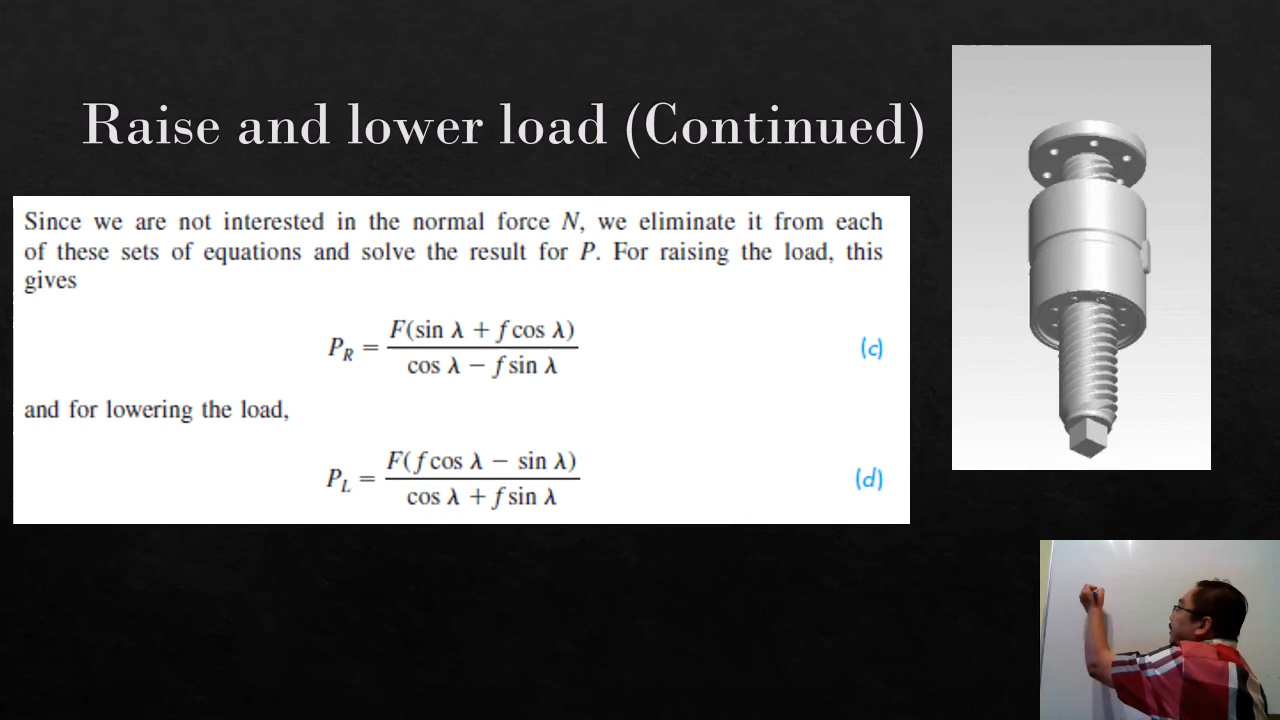 Raise and lower load (Continued)
Since we are not interested in the normal force N, we eliminate it from each
of these sets of equations and solve the result for P. For raising the load, this
gives
P_R = F(sin λ + f cos λ) / (cos λ − f sin λ) (c)
and for lowering the load,
P_L = F(f cos λ − sin λ) / (cos λ + f sin λ) (d)